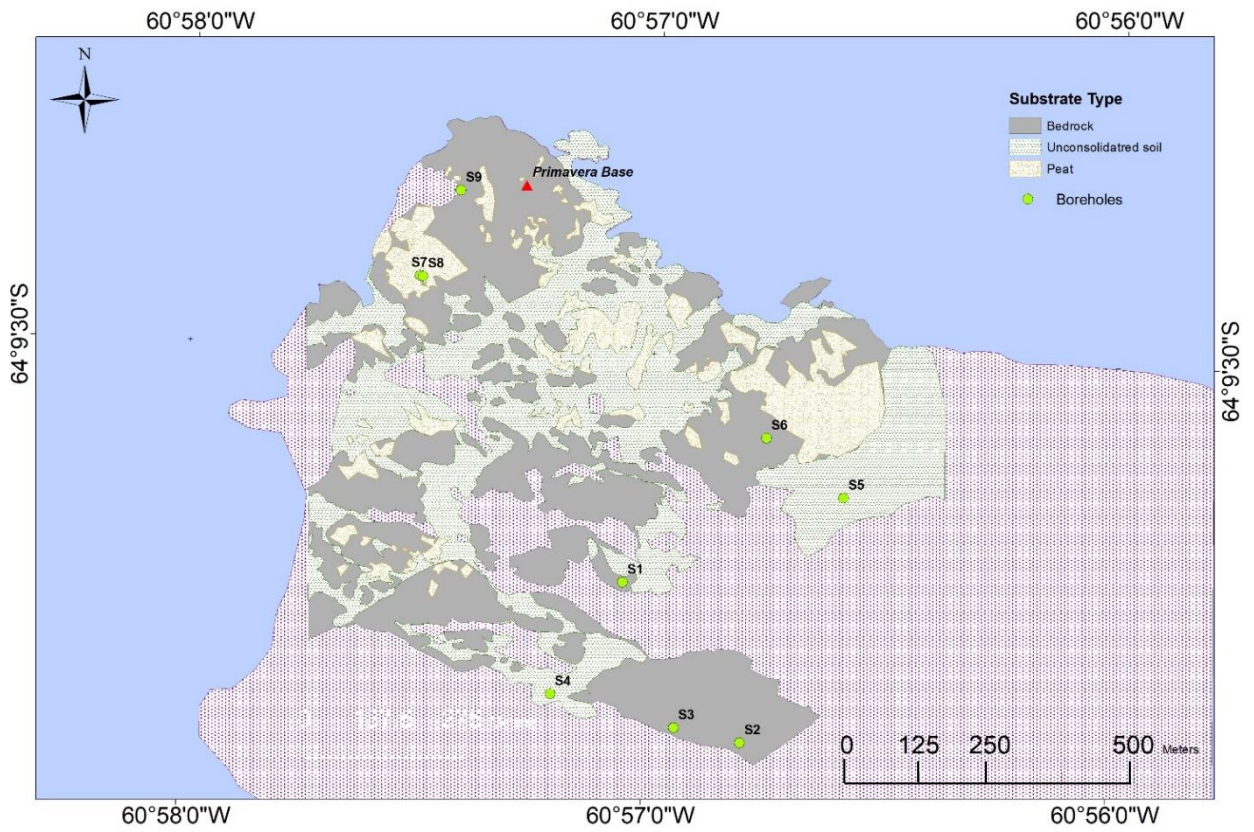 60°58'0"W 60°57'0"W 60°56'0"W
N
Substrate Type
Bedrock
Unconsolidatred soil
Peat
Boreholes
Primavera Base
S9
S7 S8
64°9'30"S
64°9'30"S
S6
S5
S1
S4
S3
S2
0 125 250 500 Meters
60°58'0"W 60°57'0"W 60°56'0"W